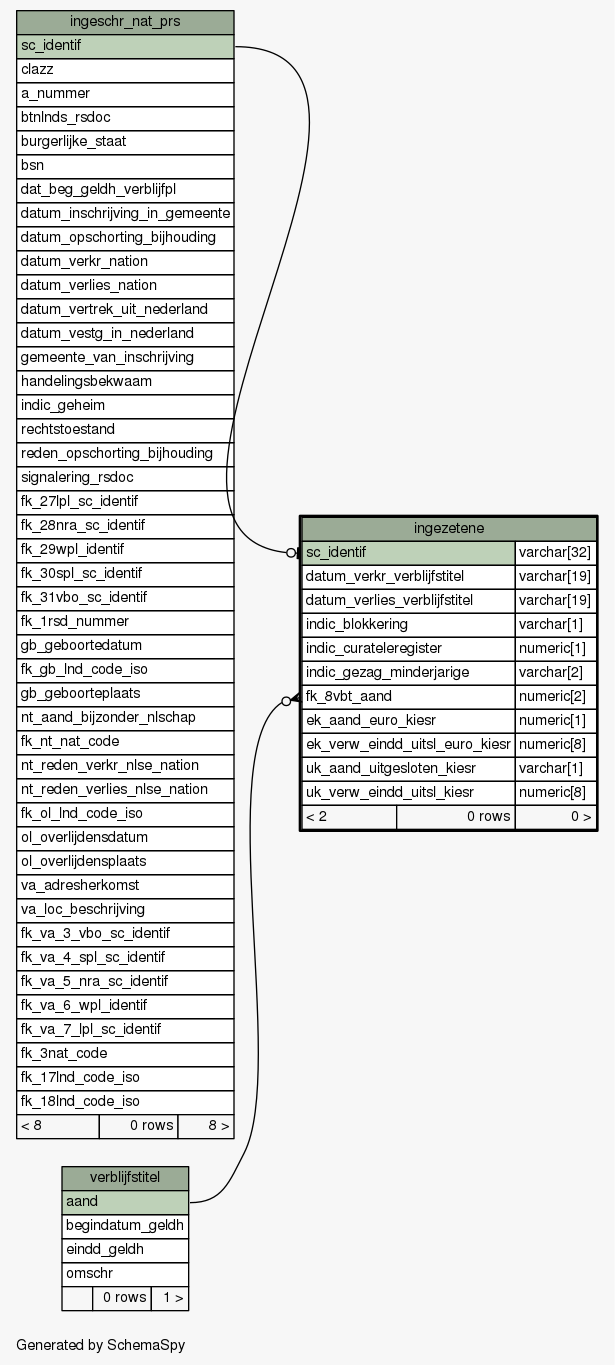 ingeschr_nat_prs
sc_identif
clazz
a_nummer
btnlnds_rsdoc
burgerlijke_staat
bsn
dat_beg_geldh_verblijfpl
datum_inschrijving_in_gemeente
datum_opschorting_bijhouding
datum_verkr_nation
datum_verlies_nation
datum_vertrek_uit_nederland
datum_vestg_in_nederland
gemeente_van_inschrijving
handelingsbekwaam
indic_geheim
rechtstoestand
reden_opschorting_bijhouding
signalering_rsdoc
fk_27lpl_sc_identif
fk_28nra_sc_identif
fk_29wpl_identif
fk_30spl_sc_identif
fk_31vbo_sc_identif
fk_1rsd_nummer
gb_geboortedatum
fk_gb_lnd_code_iso
gb_geboorteplaats
nt_aand_bijzonder_nlschap
fk_nt_nat_code
nt_reden_verkr_nlse_nation
nt_reden_verlies_nlse_nation
fk_ol_lnd_code_iso
ol_overlijdensdatum
ol_overlijdensplaats
va_adresherkomst
va_loc_beschrijving
fk_va_3_vbo_sc_identif
fk_va_4_spl_sc_identif
fk_va_5_nra_sc_identif
fk_va_6_wpl_identif
fk_va_7_lpl_sc_identif
fk_3nat_code
fk_17lnd_code_iso
fk_18lnd_code_iso
< 8 0 rows 8 >
ingezetene
sc_identif varchar[32]
datum_verkr_verblijfstitel varchar[19]
datum_verlies_verblijfstitel varchar[19]
indic_blokkering varchar[1]
indic_curateleregister numeric[1]
indic_gezag_minderjarige varchar[2]
fk_8vbt_aand numeric[2]
ek_aand_euro_kiesr numeric[1]
ek_verw_eindd_uitsl_euro_kiesr numeric[8]
uk_aand_uitgesloten_kiesr varchar[1]
uk_verw_eindd_uitsl_kiesr numeric[8]
< 2 0 rows 0 >
verblijfstitel
aand
begindatum_geldh
eindd_geldh
omschr
0 rows 1 >
Generated by SchemaSpy